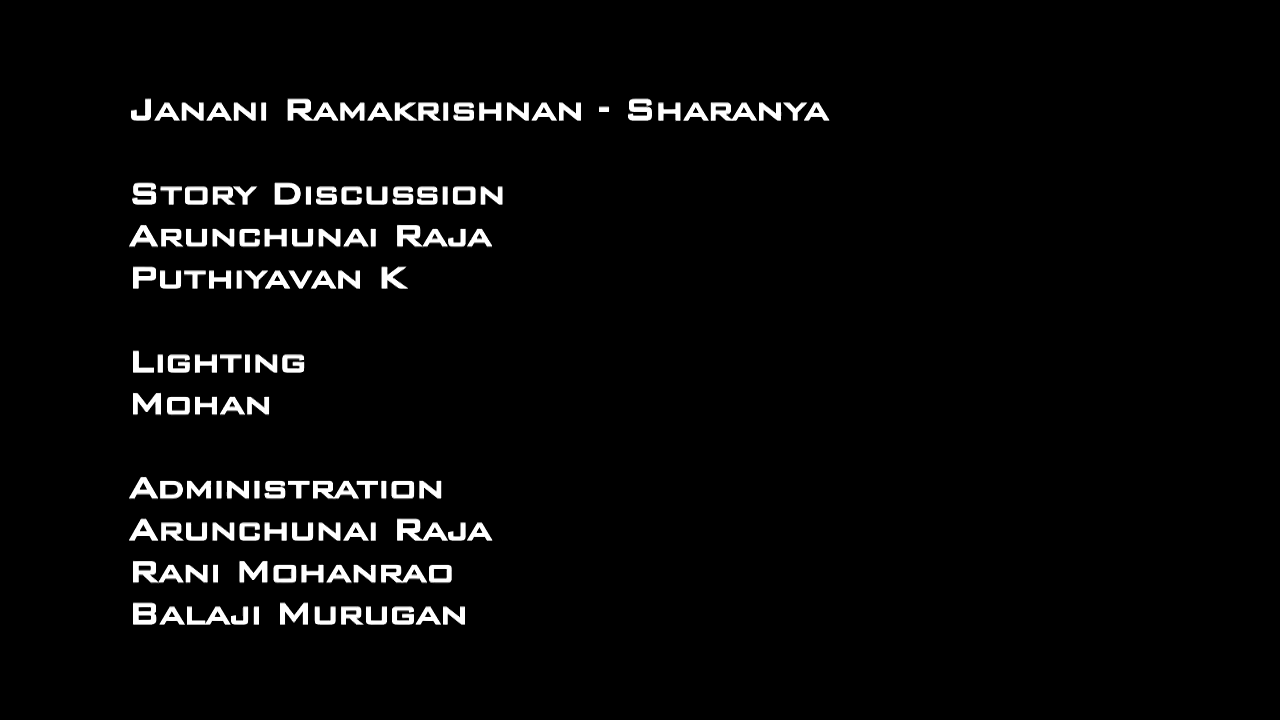 Janani Ramakrishnan - Sharanya
Story Discussion
Arunchunai Raja
Puthiyavan K
Lighting
Mohan
Administration
Arunchunai Raja
Rani Mohanrao
Balaji Murugan